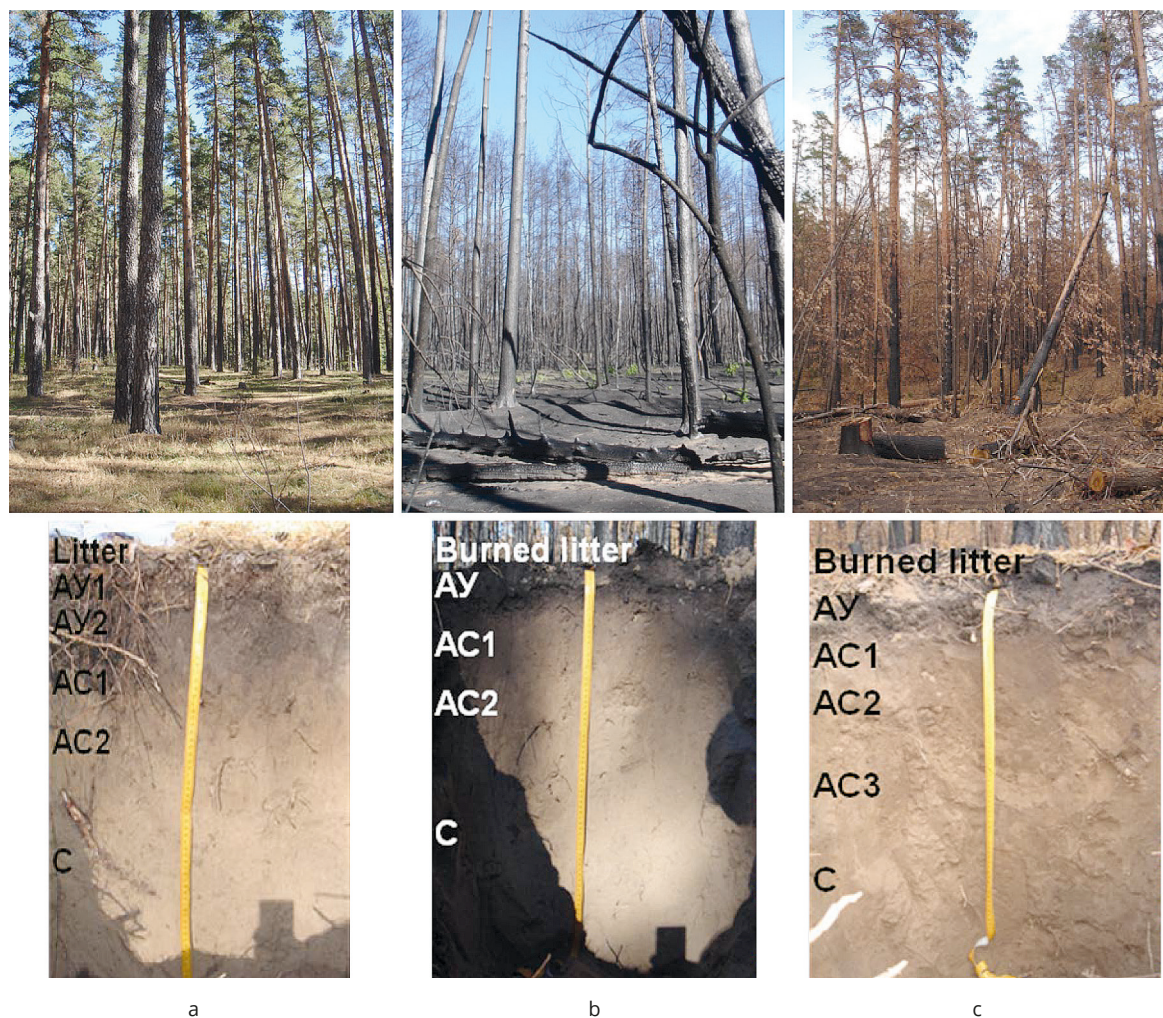 Litter
АУ1
АУ2
АС1
АС2
С
Burned litter
АУ
АС1
АС2
С
Burned litter
АУ
АС1
АС2
АС3
С
a
b
c